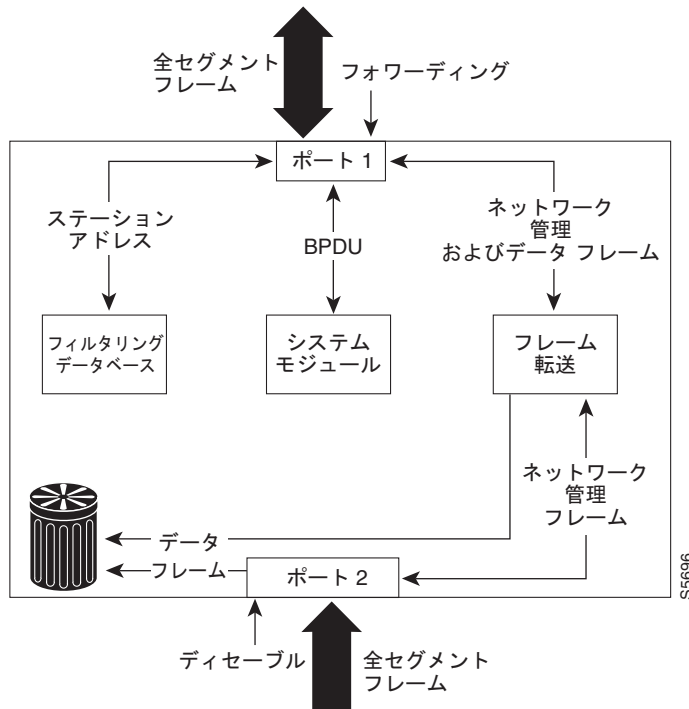 全セグメント
フレーム
フォワーディング
ポート 1
ステーション
アドレス
BPDU
ネットワーク
管理
およびデータ フレーム
フィルタリング
データベース
システム
モジュール
フレーム
転送
ネットワーク
管理
フレーム
データ
フレーム
ポート 2
S5696
ディセーブル
全セグメント
フレーム